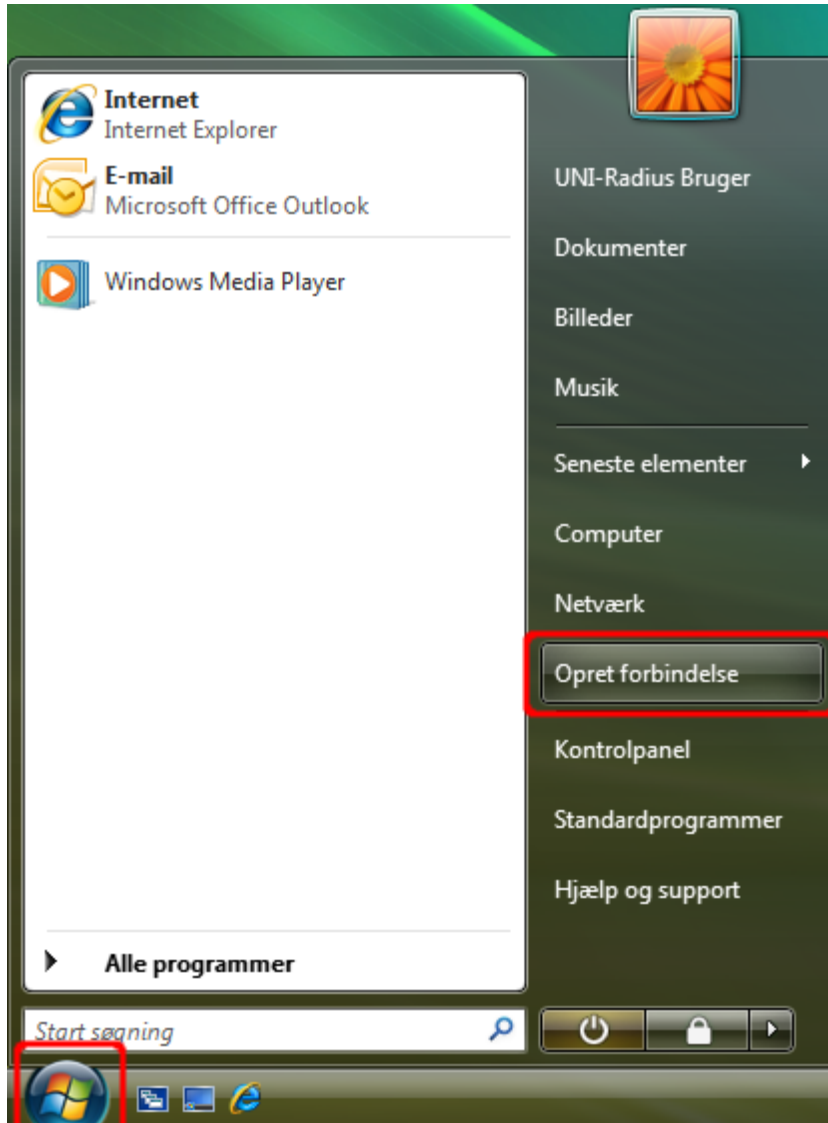 Internet
Internet Explorer
E-mail
Microsoft Office Outlook
Windows Media Player
Alle programmer
Start søgning
UNI-Radius Bruger
Dokumenter
Billeder
Musik
Seneste elementer
Computer
Netværk
Opret forbindelse
Kontrolpanel
Standardprogrammer
Hjælp og support